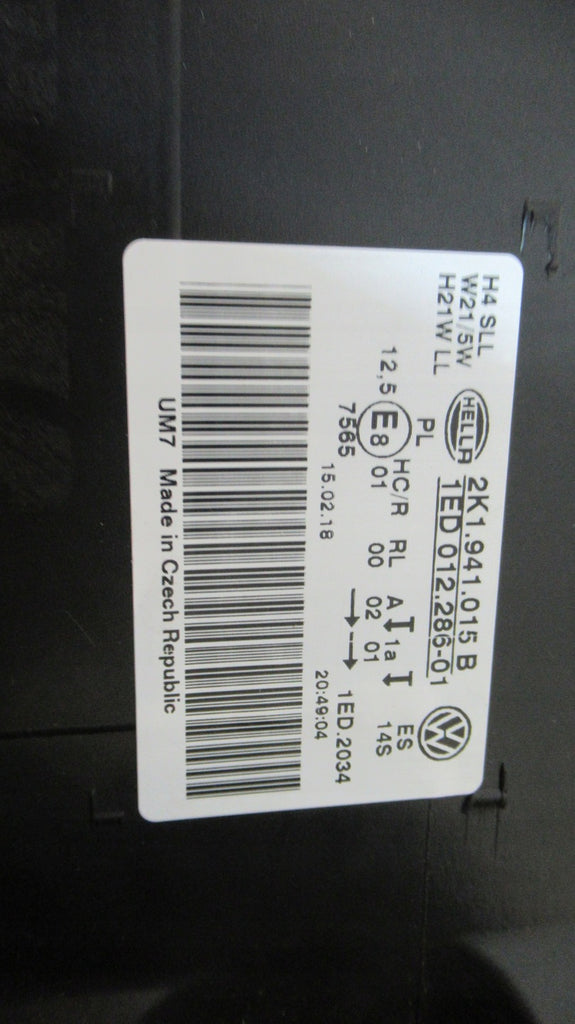 H4 SLL
W21/5W
H21W LL
HELLA
2K1.941.015 B
1ED 012.286-01
PL
HC/R RL A 1a ES
12,5 E8 01 00 02 01 14S
7565
1ED.2034
15.02.18 20:49:04
UM7 Made in Czech Republic